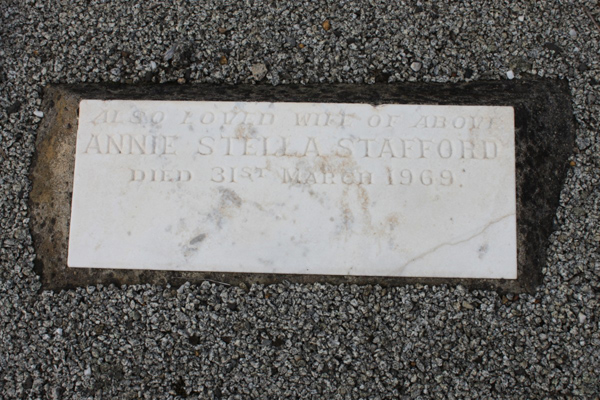 ALSO LOVED WIFE OF ABOVE
ANNIE STELLA STAFFORD
DIED 31ST MARCH 1969.